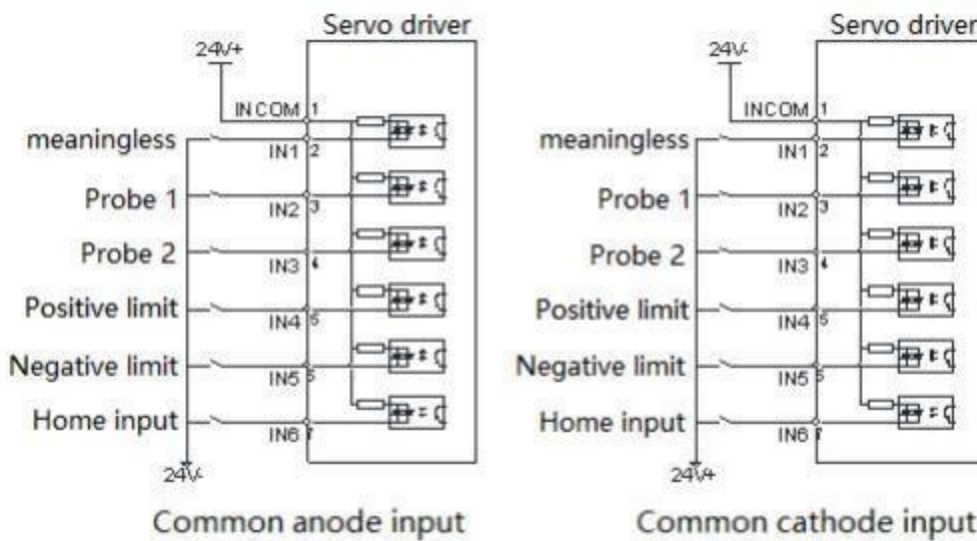 Servo driver
24V+
INCOM 1
meaningless
IN1 2
Probe 1
IN2 3
Probe 2
IN3 4
Positive limit
IN4 5
Negative limit
IN5
Home input
IN6
24V-
Common anode input
Servo driver
24V-
INCOM 1
meaningless
IN1 2
Probe 1
IN2 3
Probe 2
IN3 4
Positive limit
IN4 5
Negative limit
IN5
Home input
IN6
24V+
Common cathode input